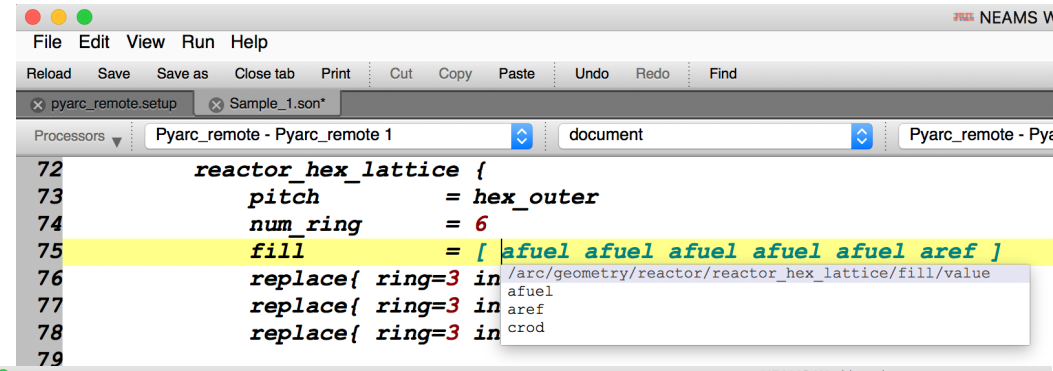 NEAMS W
File Edit View Run Help
Reload Save Save as Close tab Print Cut Copy Paste Undo Redo Find
pyarc_remote.setup Sample_1.son*
Processors Pyarc_remote - Pyarc_remote 1 document Pyarc_remote - Pya
72 reactor_hex_lattice {
73 pitch = hex_outer
74 num_ring = 6
75 fill = [ afuel afuel afuel afuel afuel aref ]
76 replace{ ring=3 in
/arc/geometry/reactor/reactor_hex_lattice/fill/value
afuel
77 replace{ ring=3 in
aref
78 replace{ ring=3 in
crod
79